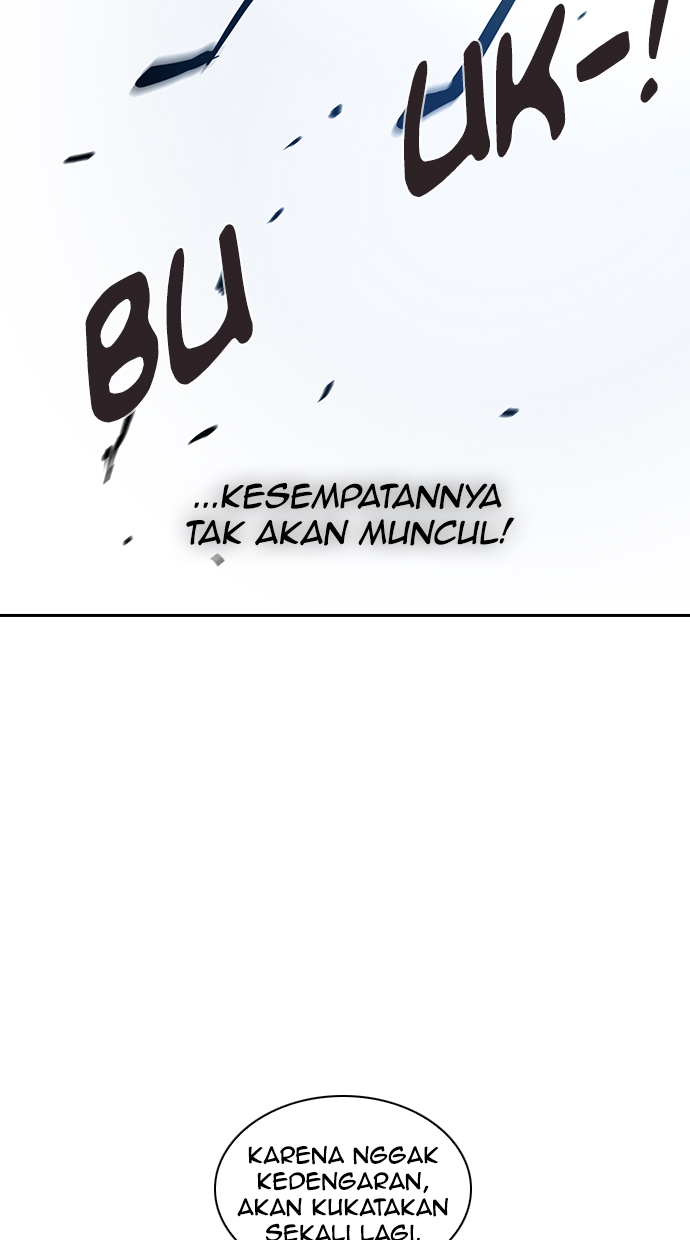 BU UK-!
...KESEMPATANNYA
TAK AKAN MUNCUL!
KARENA NGGAK
KEDENGARAN,
AKAN KUKATAKAN
SEKALI LAGI.